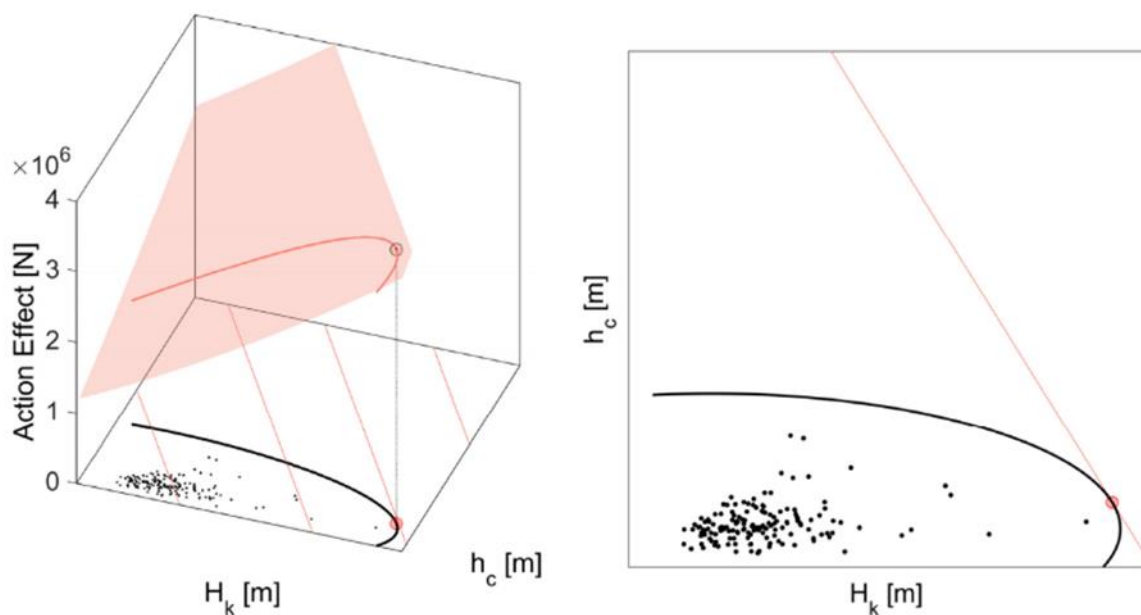 ×10⁶
4
3
2
1
0
Action Effect [N]
H_k [m]
h_c [m]
h_c [m]
H_k [m]